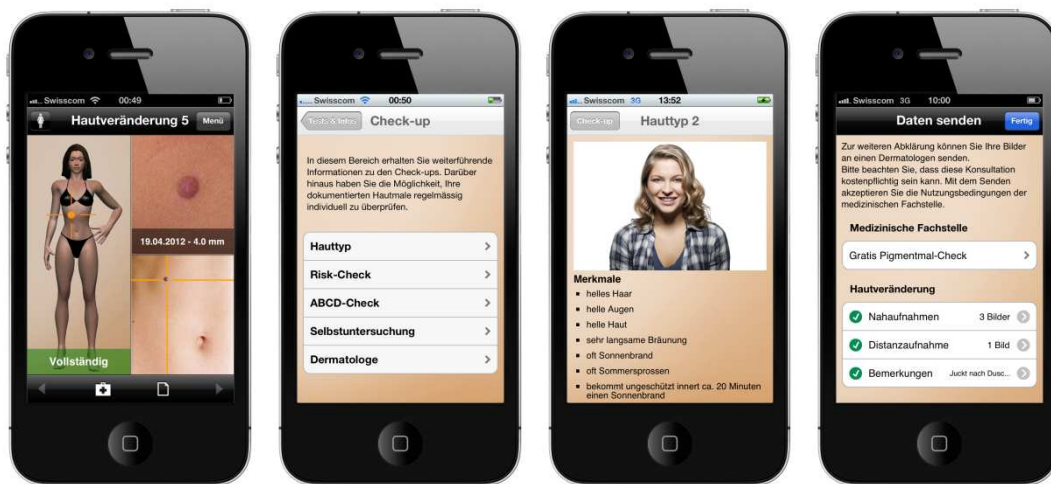 Swisscom 00:49
Hautveränderung 5 Menü
19.04.2012 - 4.0 mm
Vollständig
Swisscom 00:50
Tests & Infos Check-up
In diesem Bereich erhalten Sie weiterführende
Informationen zu den Check-ups. Darüber
hinaus haben Sie die Möglichkeit, Ihre
dokumentierten Hautmale regelmässig
individuell zu überprüfen.
Hauttyp
Risk-Check
ABCD-Check
Selbstuntersuchung
Dermatologe
Swisscom 3G 13:52
Check-up Hauttyp 2
Merkmale
helles Haar
helle Augen
helle Haut
sehr langsame Bräunung
oft Sonnenbrand
oft Sommersprossen
bekommt ungeschützt innert ca. 20 Minuten
einen Sonnenbrand
Swisscom 3G 10:00
Daten senden Fertig
Zur weiteren Abklärung können Sie Ihre Bilder
an einen Dermatologen senden.
Bitte beachten Sie, dass diese Konsultation
kostenpflichtig sein kann. Mit dem Senden
akzeptieren Sie die Nutzungsbedingungen der
medizinischen Fachstelle.
Medizinische Fachstelle
Gratis Pigmentmal-Check
Hautveränderung
Nahaufnahmen 3 Bilder
Distanzaufnahme 1 Bild
Bemerkungen Juckt nach Dusc...